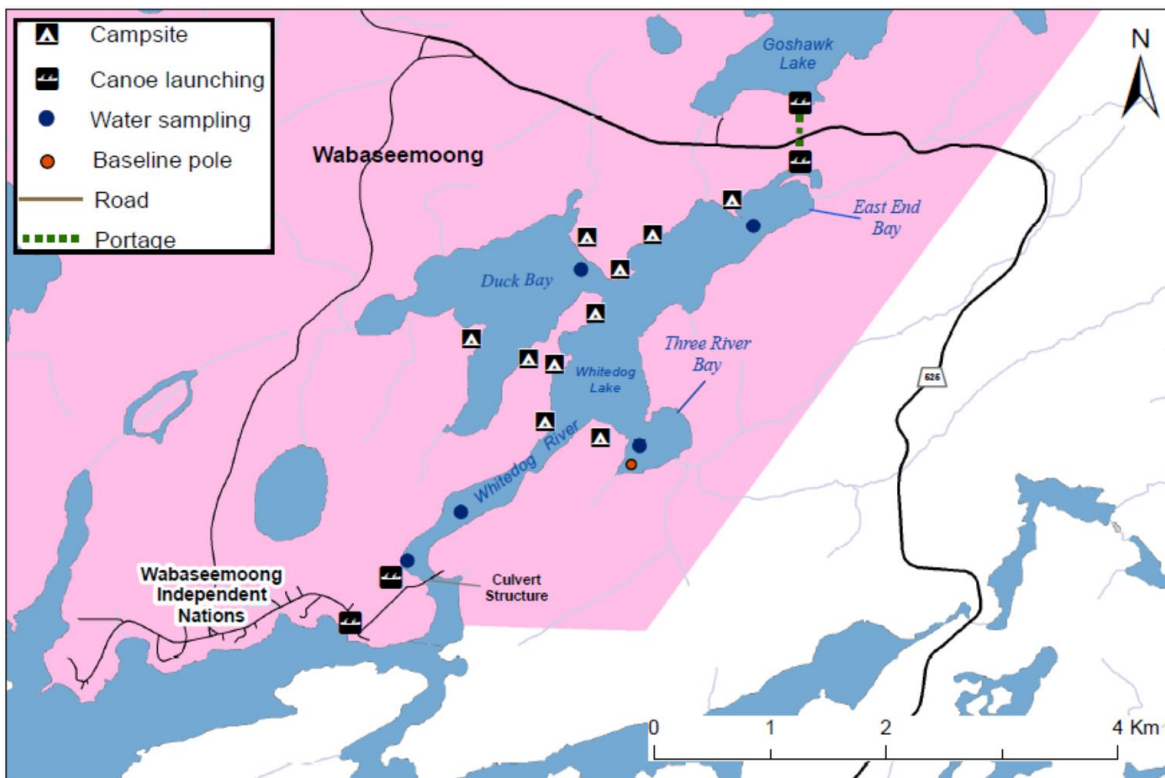 Campsite
Canoe launching
Water sampling
Baseline pole
Road
Portage
Goshawk
Lake
N
Wabaseemoong
East End
Bay
Duck Bay
Three River
Bay
Whitedog
Lake
625
Whitedog River
Wabaseemoong
Independent
Nations
Culvert
Structure
0 1 2 4 Km